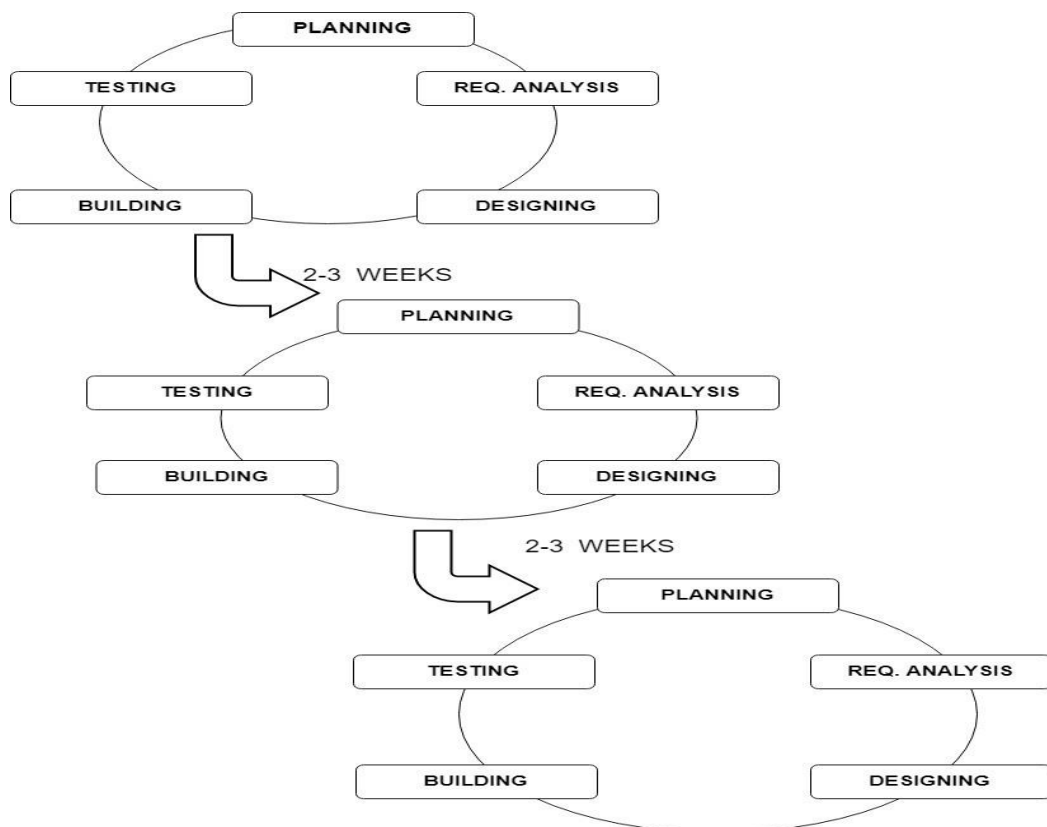 PLANNING
TESTING
REQ. ANALYSIS
BUILDING
DESIGNING
2-3 WEEKS
PLANNING
TESTING
REQ. ANALYSIS
BUILDING
DESIGNING
2-3 WEEKS
PLANNING
TESTING
REQ. ANALYSIS
BUILDING
DESIGNING